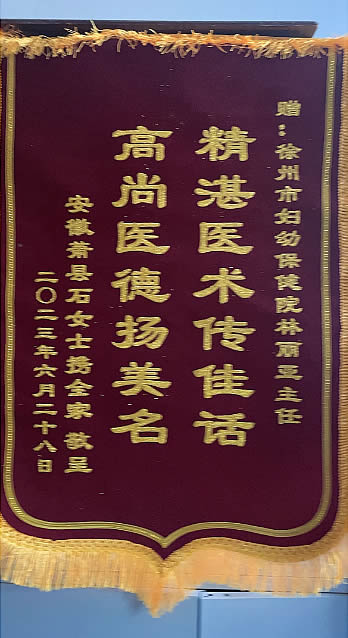 赠：徐州市妇幼保健院林丽亚主任
精湛医术传佳话
高尚医德扬美名
安徽萧县石女士携全家 敬呈
二〇二三年六月二十八日